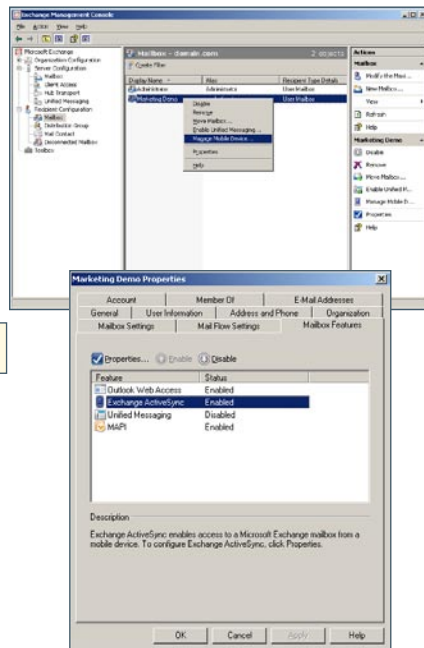 Exchange Management Console
File Action View Help
Microsoft Exchange
Organization Configuration
Server Configuration
Mailbox
Client Access
Hub Transport
Unified Messaging
Recipient Configuration
Mailbox
Distribution Group
Mail Contact
Disconnected Mailbox
Toolbox
Mailbox - domain.com 2 objects
Create Filter
Display Name Alias Recipient Type Details
Administrator Administrator User Mailbox
Marketing Demo User Mailbox
Disable
Remove
Move Mailbox...
Enable Unified Messaging...
Manage Mobile Device...
Properties
Help
Actions
Mailbox
Modify the Maxi...
New Mailbox...
View
Refresh
Help
Marketing Demo
Disable
Remove
Move Mailbox...
Enable Unified M...
Manage Mobile D...
Properties
Help
Marketing Demo Properties
Account Member Of E-Mail Addresses
General User Information Address and Phone Organization
Mailbox Settings Mail Flow Settings Mailbox Features
Properties... Enable Disable
Feature Status
Outlook Web Access Enabled
Exchange ActiveSync Enabled
Unified Messaging Disabled
MAPI Enabled
Description
Exchange ActiveSync enables access to a Microsoft Exchange mailbox from a
mobile device. To configure Exchange ActiveSync, click Properties.
OK Cancel Apply Help